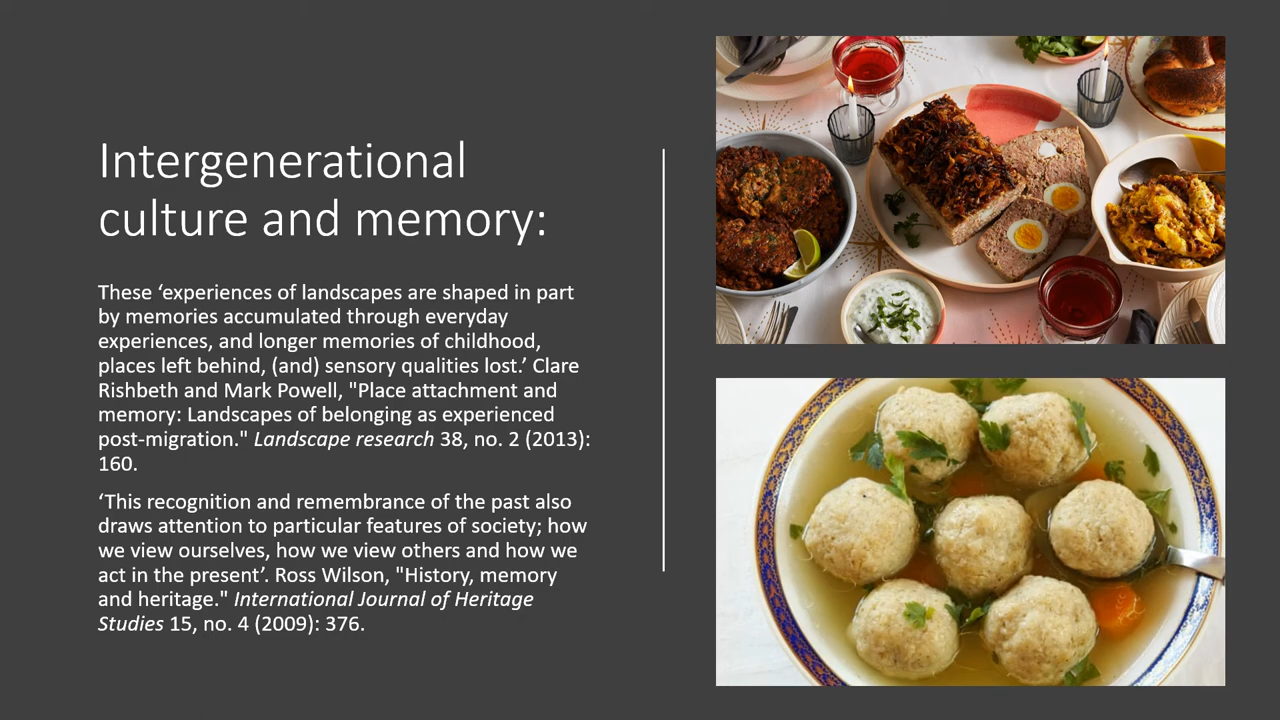 Intergenerational
culture and memory:
These ‘experiences of landscapes are shaped in part
by memories accumulated through everyday
experiences, and longer memories of childhood,
places left behind, (and) sensory qualities lost.’ Clare
Rishbeth and Mark Powell, "Place attachment and
memory: Landscapes of belonging as experienced
post-migration." Landscape research 38, no. 2 (2013):
160.
‘This recognition and remembrance of the past also
draws attention to particular features of society; how
we view ourselves, how we view others and how we
act in the present’. Ross Wilson, "History, memory
and heritage." International Journal of Heritage
Studies 15, no. 4 (2009): 376.